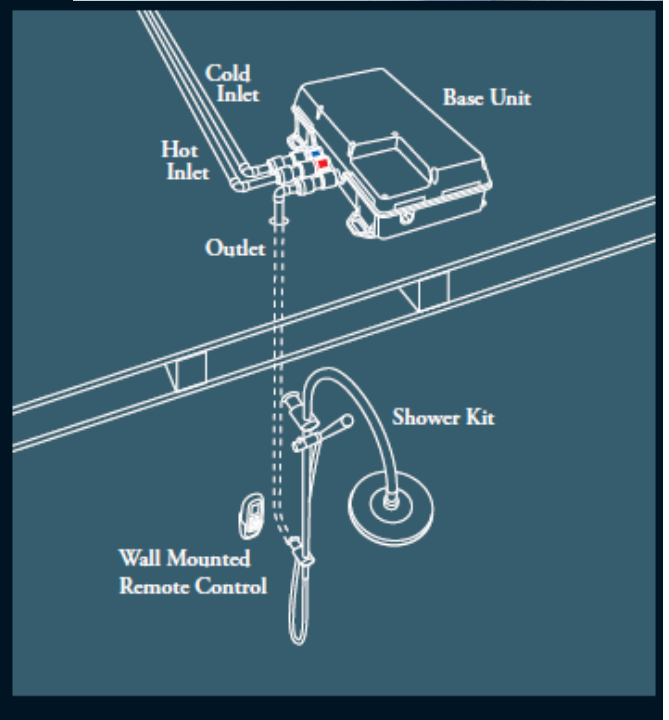 Cold
Inlet
Base Unit
Hot
Inlet
Outlet
Shower Kit
Wall Mounted
Remote Control